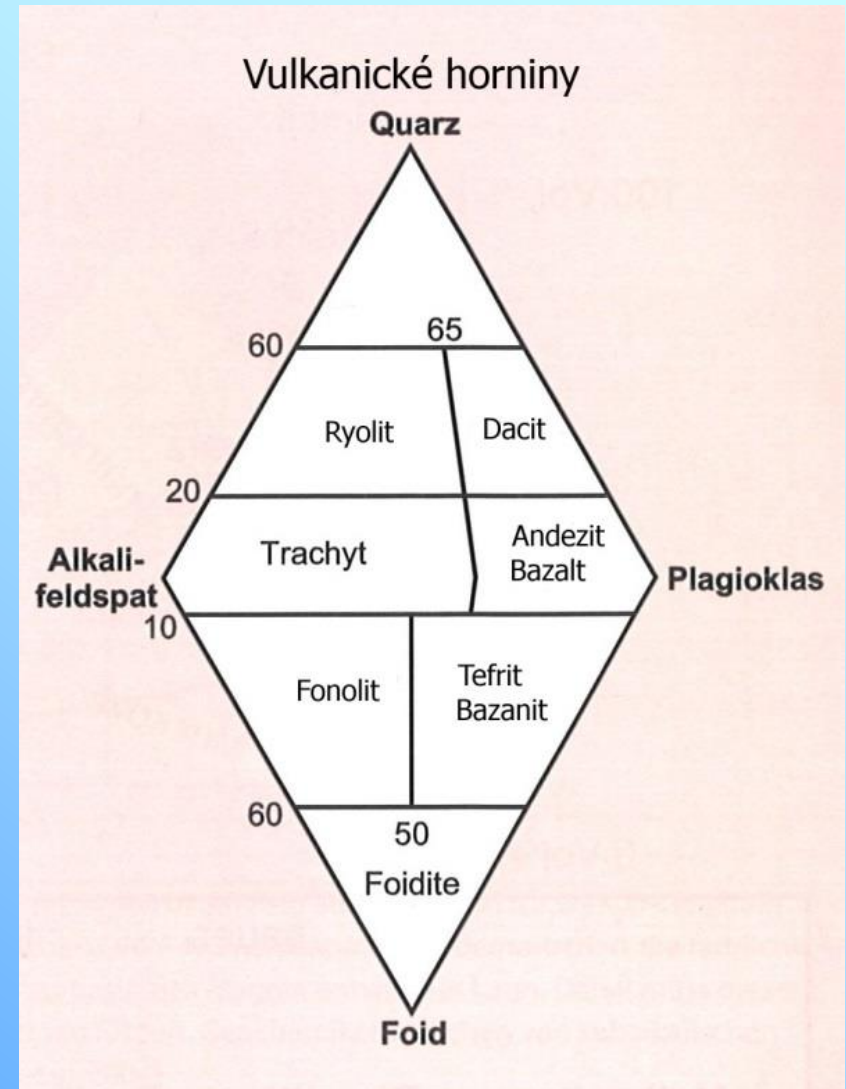 Vulkanické horniny
Quarz
65
60
Ryolit
Dacit
20
Trachyt
Andezit
Bazalt
Alkali-
feldspat
Plagioklas
10
Fonolit
Tefrit
Bazanit
60
50
Foidite
Foid